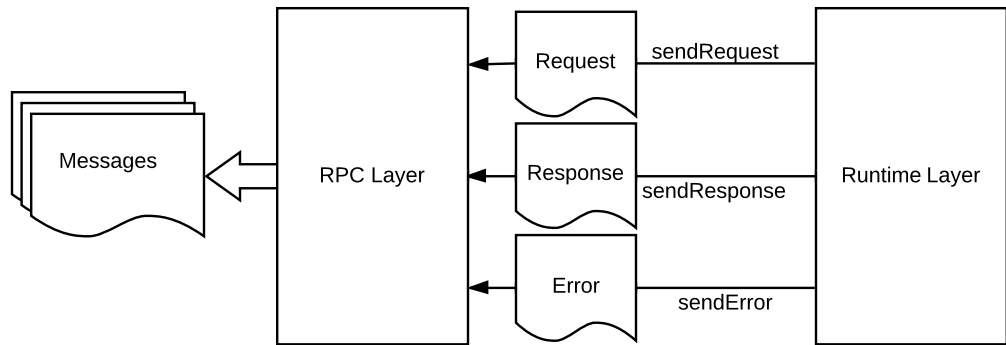 Messages
RPC Layer
Request
sendRequest
Response
sendResponse
Error
sendError
Runtime Layer